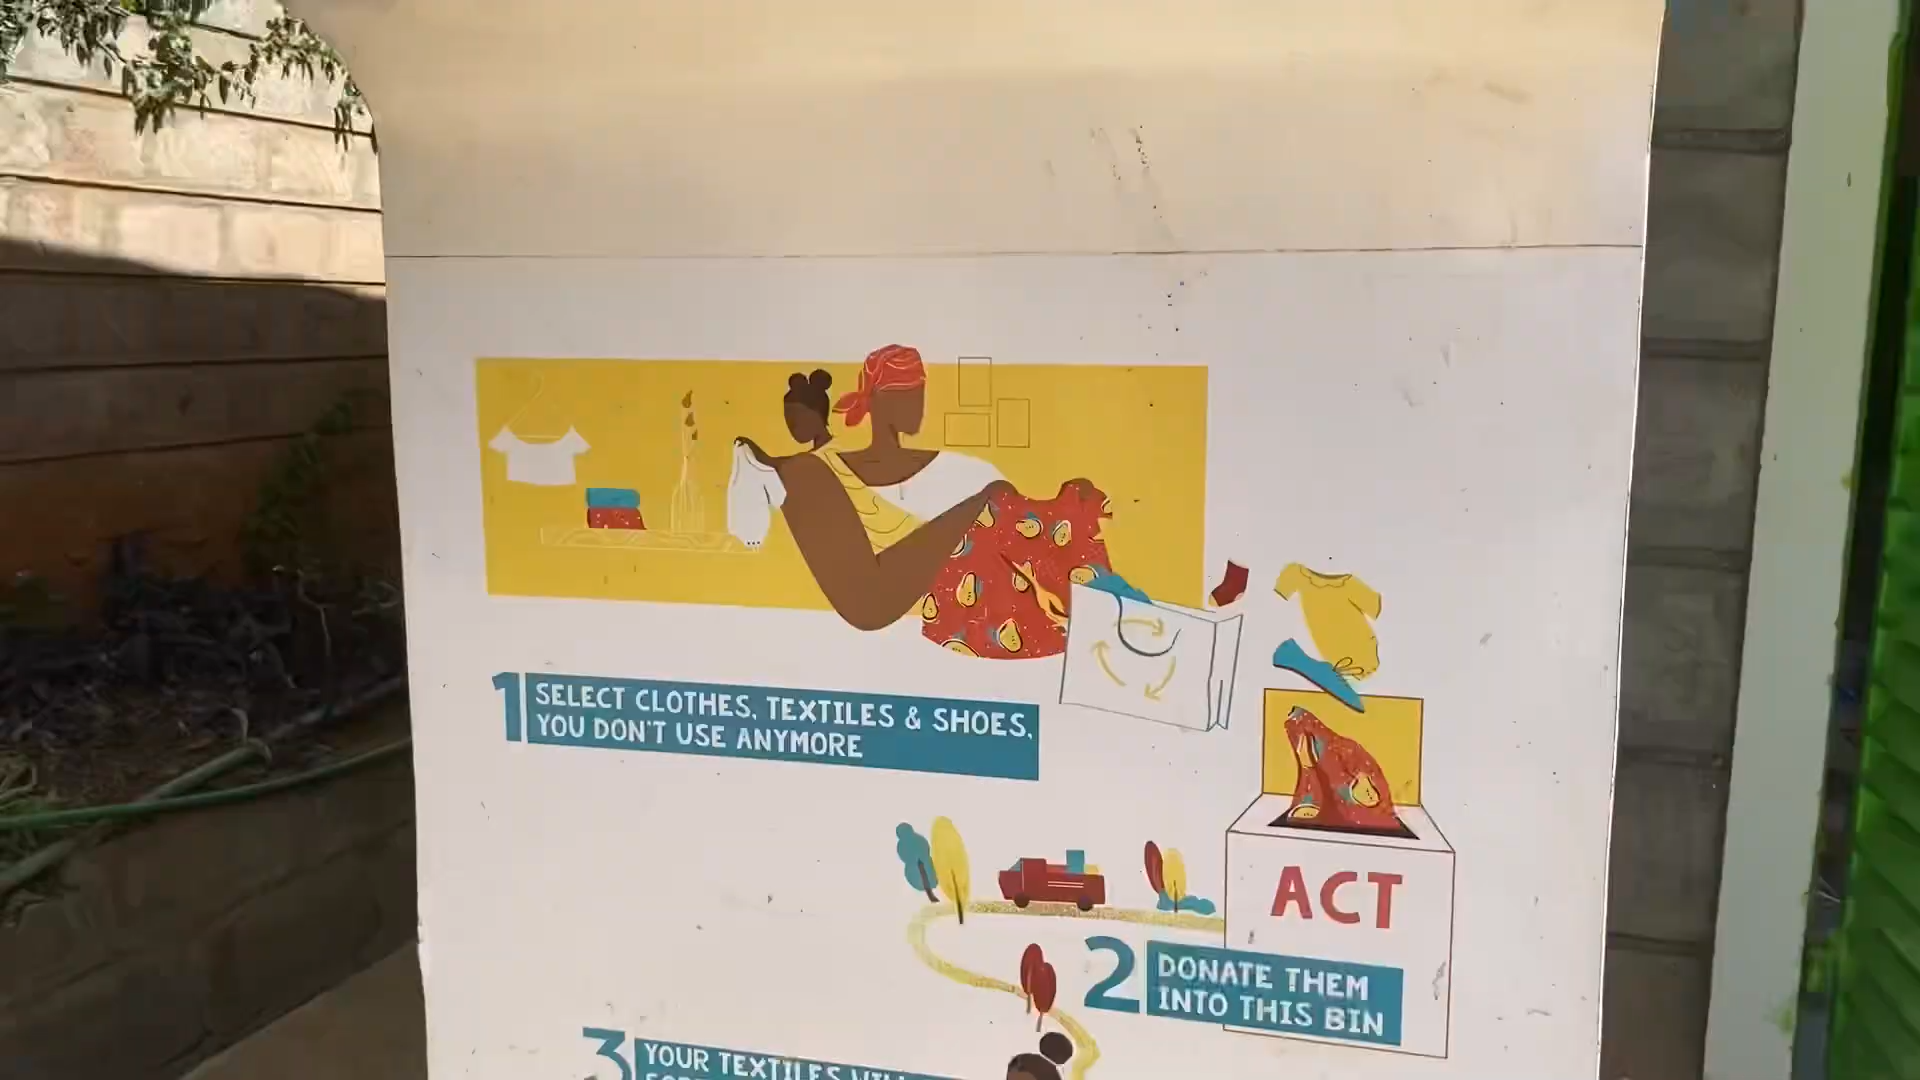 1
SELECT CLOTHES, TEXTILES & SHOES,
YOU DON'T USE ANYMORE
ACT
2
DONATE THEM
INTO THIS BIN
3
YOUR TEXTILES WILL